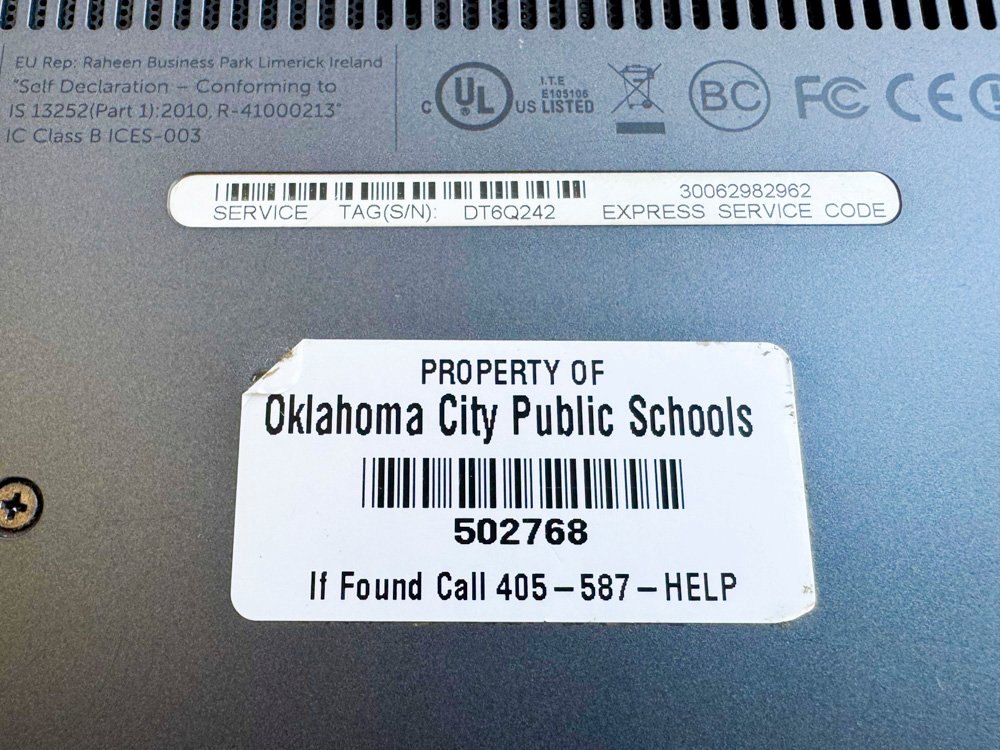 EU Rep: Raheen Business Park Limerick Ireland
"Self Declaration – Conforming to
IS 13252(Part 1):2010, R-41000213"
IC Class B ICES-003
c UL US I.T.E E105106 LISTED
BC
FC
CE
SERVICE TAG(S/N): DT6Q242
30062982962
EXPRESS SERVICE CODE
PROPERTY OF
Oklahoma City Public Schools
502768
If Found Call 405-587-HELP